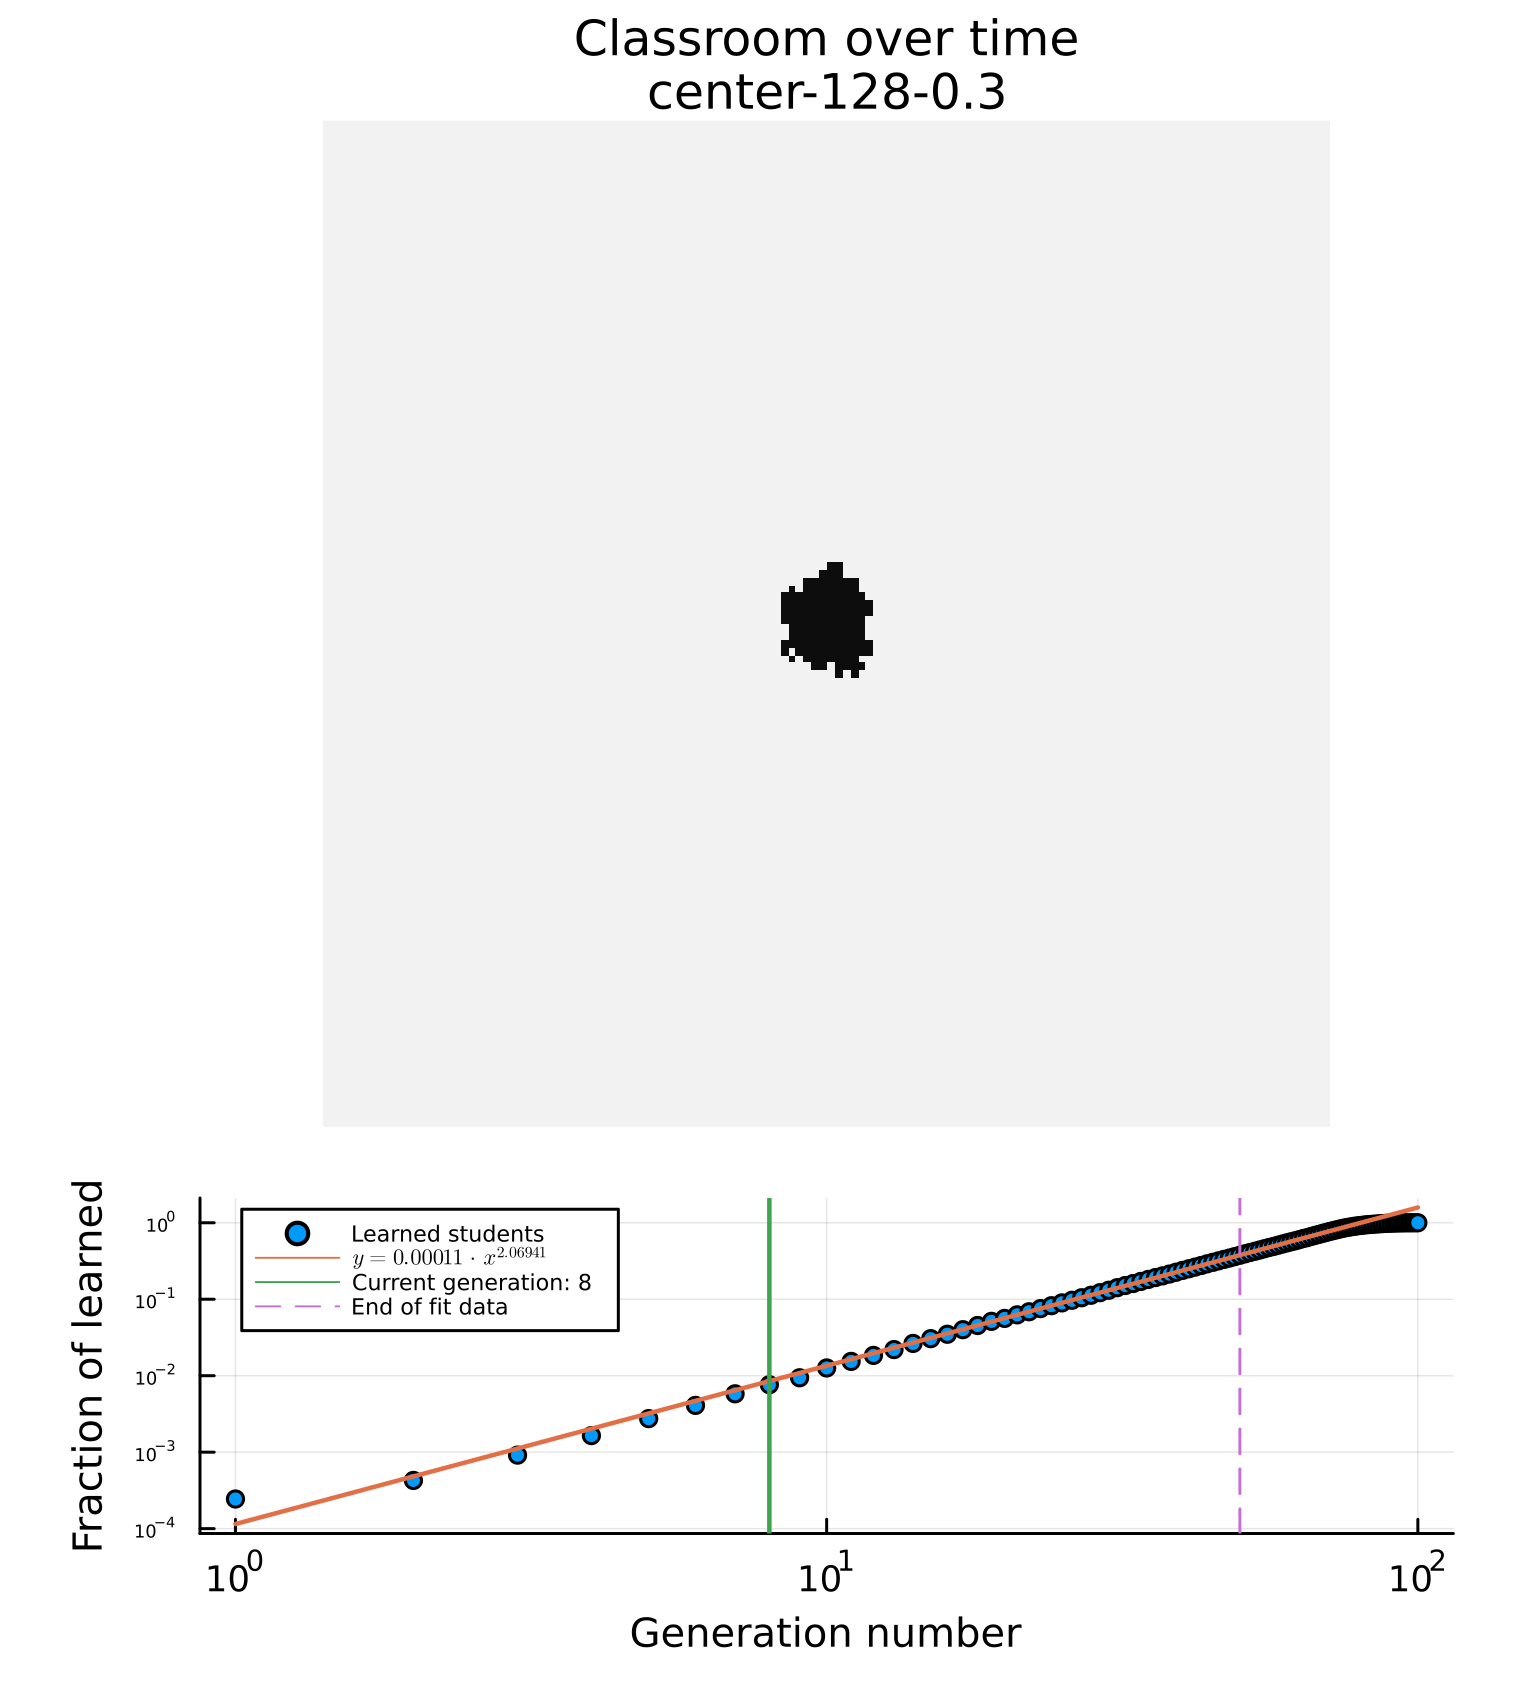 Classroom over time
center-128-0.3
Fraction of learned
10^0
10^-1
10^-2
10^-3
10^-4
Learned students
y = 0.00011 · x^2.06941
Current generation: 8
End of fit data
10^0 10^1 10^2
Generation number